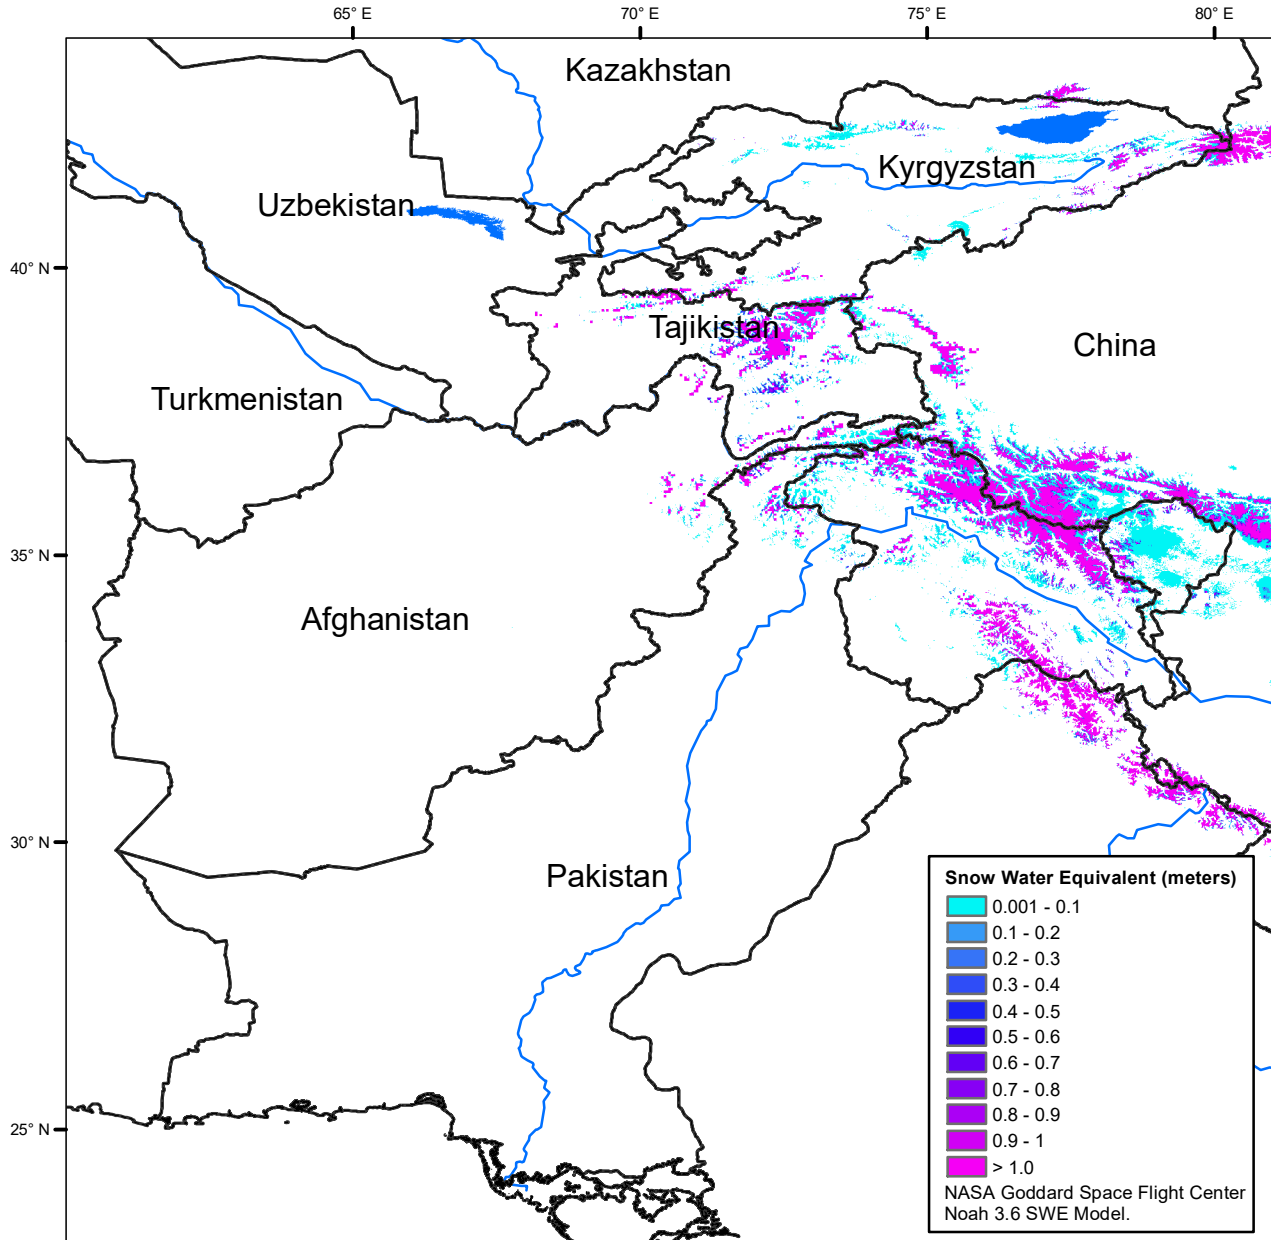 65° E
70° E
75° E
80° E
Kazakhstan
Kyrgyzstan
Uzbekistan
40° N
Tajikistan
China
Turkmenistan
35° N
Afghanistan
30° N
Pakistan
25° N
Snow Water Equivalent (meters)
0.001 - 0.1
0.1 - 0.2
0.2 - 0.3
0.3 - 0.4
0.4 - 0.5
0.5 - 0.6
0.6 - 0.7
0.7 - 0.8
0.8 - 0.9
0.9 - 1
> 1.0
NASA Goddard Space Flight Center
Noah 3.6 SWE Model.